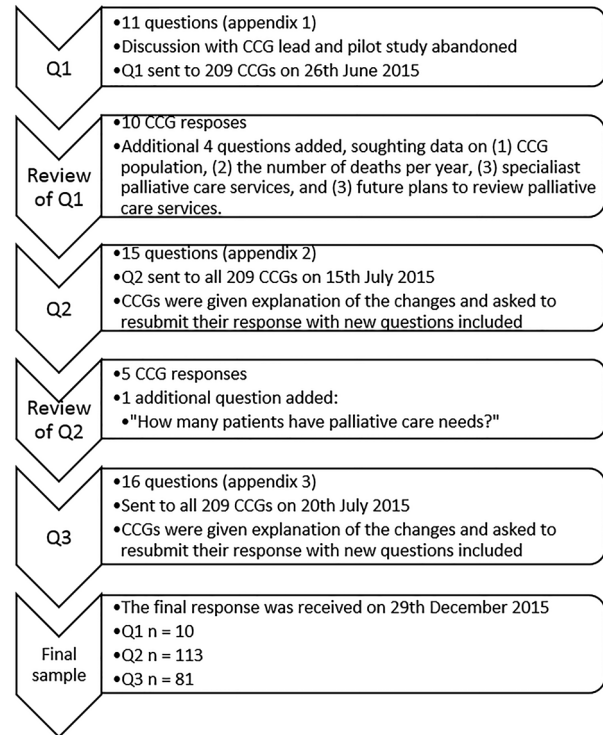 Q1
•11 questions (appendix 1)
•Discussion with CCG lead and pilot study abandoned
•Q1 sent to 209 CCGs on 26th June 2015
Review
of Q1
•10 CCG resposes
•Additional 4 questions added, soughting data on (1) CCG
population, (2) the number of deaths per year, (3) specialiast
palliative care services, and (3) future plans to review palliative
care services.
Q2
•15 questions (appendix 2)
•Q2 sent to all 209 CCGs on 15th July 2015
•CCGs were given explanation of the changes and asked to
resubmit their response with new questions included
Review
of Q2
•5 CCG responses
•1 additional question added:
•"How many patients have palliative care needs?"
Q3
•16 questions (appendix 3)
•Sent to all 209 CCGs on 20th July 2015
•CCGs were given explanation of the changes and asked to
resubmit their response with new questions included
Final
sample
•The final response was received on 29th December 2015
•Q1 n = 10
•Q2 n = 113
•Q3 n = 81